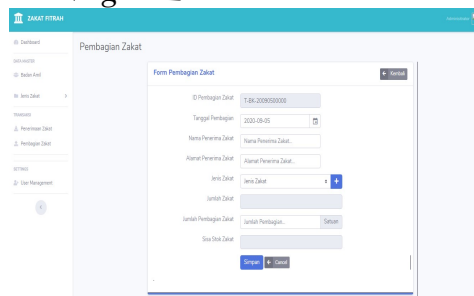 ZAKAT FITRAH
Administrator
Dashboard
DATA MASTER
Badan Amil
Jenis Zakat
TRANSAKSI
Penerimaan Zakat
Pembagian Zakat
SETTINGS
User Management
Pembagian Zakat
Form Pembagian Zakat
Kembali
ID Pembagian Zakat T-BK-20090500000
Tanggal Pembagian 2020-09-05
Nama Penerima Zakat Nama Penerima Zakat...
Alamat Penerima Zakat Alamat Penerima Zakat...
Jenis Zakat Jenis Zakat
Jumlah Zakat
Jumlah Pembagian Zakat Jumlah Pembagian... Satuan
Sisa Stok Zakat
Simpan Cancel